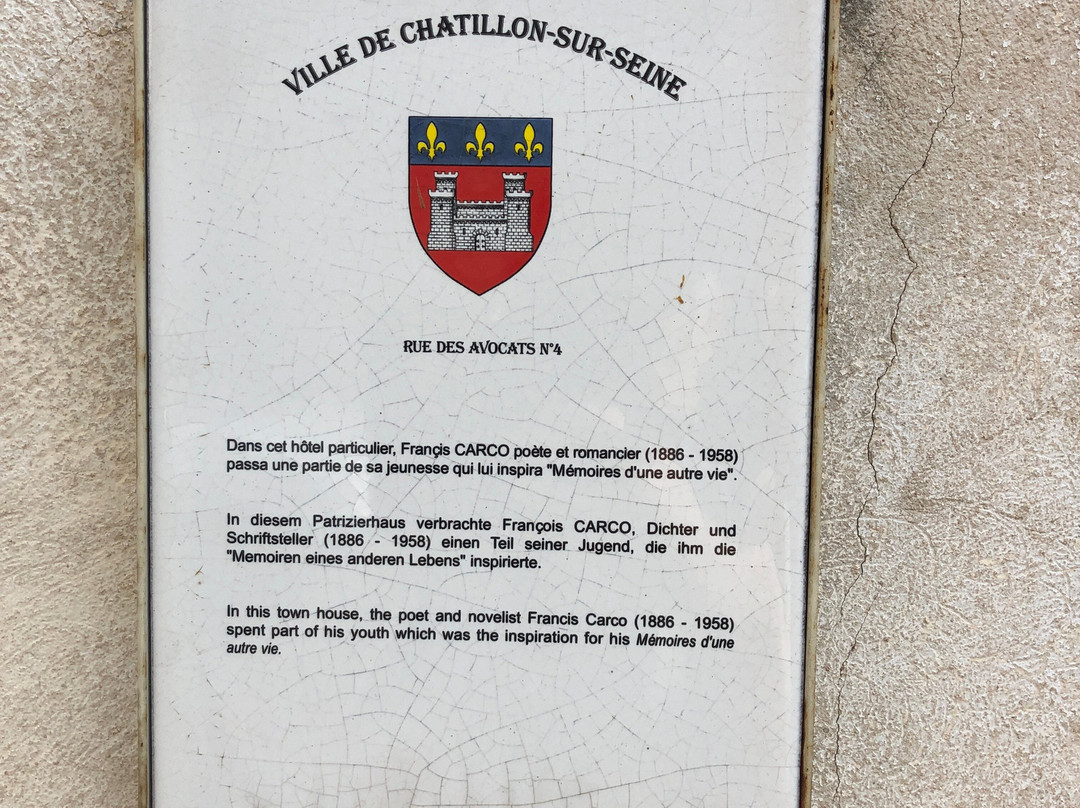 VILLE DE CHATILLON-SUR-SEINE
RUE DES AVOCATS N°4
Dans cet hôtel particulier, Françis CARCO poète et romancier (1886 - 1958)
passa une partie de sa jeunesse qui lui inspira "Mémoires d'une autre vie".
In diesem Patrizierhaus verbrachte François CARCO, Dichter und
Schriftsteller (1886 - 1958) einen Teil seiner Jugend, die ihm die
"Memoiren eines anderen Lebens" inspirierte.
In this town house, the poet and novelist Francis Carco (1886 - 1958)
spent part of his youth which was the inspiration for his Mémoires d'une
autre vie.